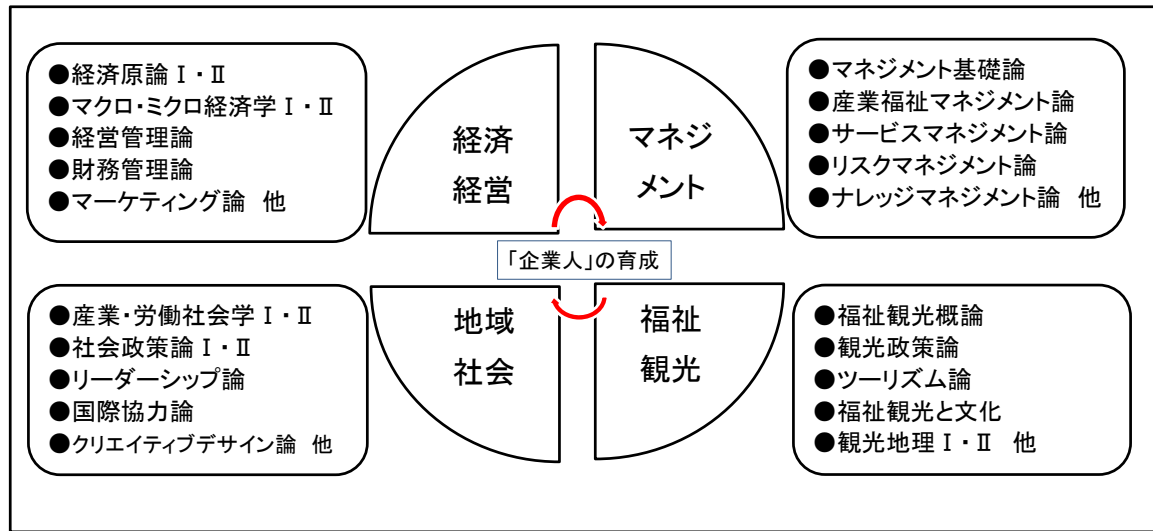 ●経済原論Ⅰ・Ⅱ
●マクロ・ミクロ経済学Ⅰ・Ⅱ
●経営管理論
●財務管理論
●マーケティング論 他
経済
経営
マネジ
メント
●マネジメント基礎論
●産業福祉マネジメント論
●サービスマネジメント論
●リスクマネジメント論
●ナレッジマネジメント論 他
「企業人」の育成
●産業・労働社会学Ⅰ・Ⅱ
●社会政策論Ⅰ・Ⅱ
●リーダーシップ論
●国際協力論
●クリエイティブデザイン論 他
地域
社会
福祉
観光
●福祉観光概論
●観光政策論
●ツーリズム論
●福祉観光と文化
●観光地理Ⅰ・Ⅱ 他